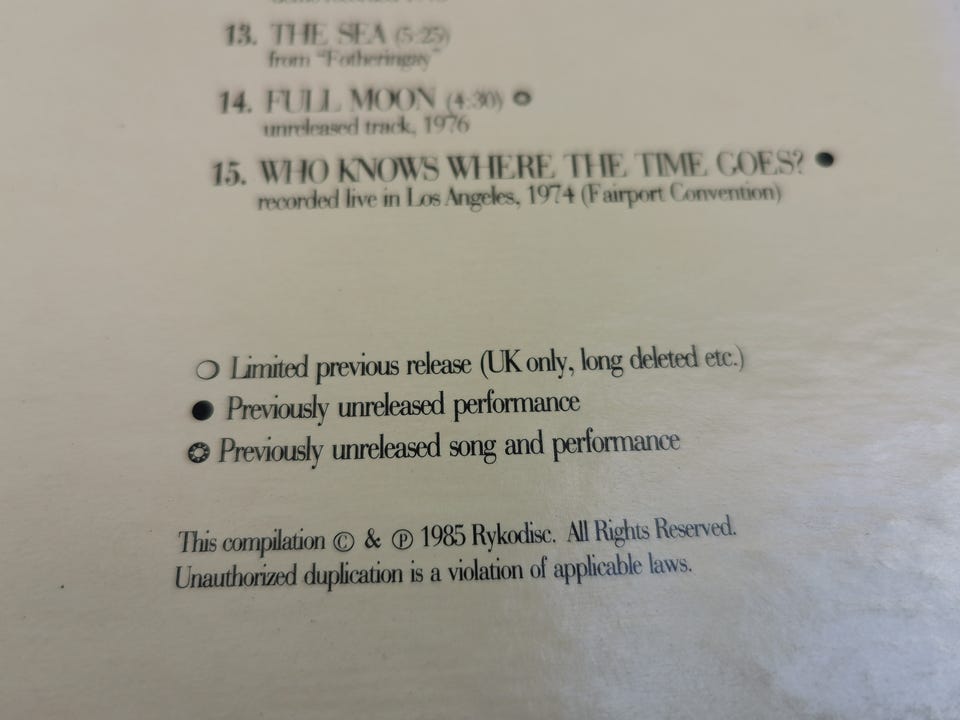 13. THE SEA (5:25)
from "Fotheringay"
14. FULL MOON (4:30) ❂
unreleased track, 1976
15. WHO KNOWS WHERE THE TIME GOES? ●
recorded live in Los Angeles, 1974 (Fairport Convention)
○ Limited previous release (UK only, long deleted etc.)
● Previously unreleased performance
❂ Previously unreleased song and performance
This compilation © & ℗ 1985 Rykodisc. All Rights Reserved.
Unauthorized duplication is a violation of applicable laws.